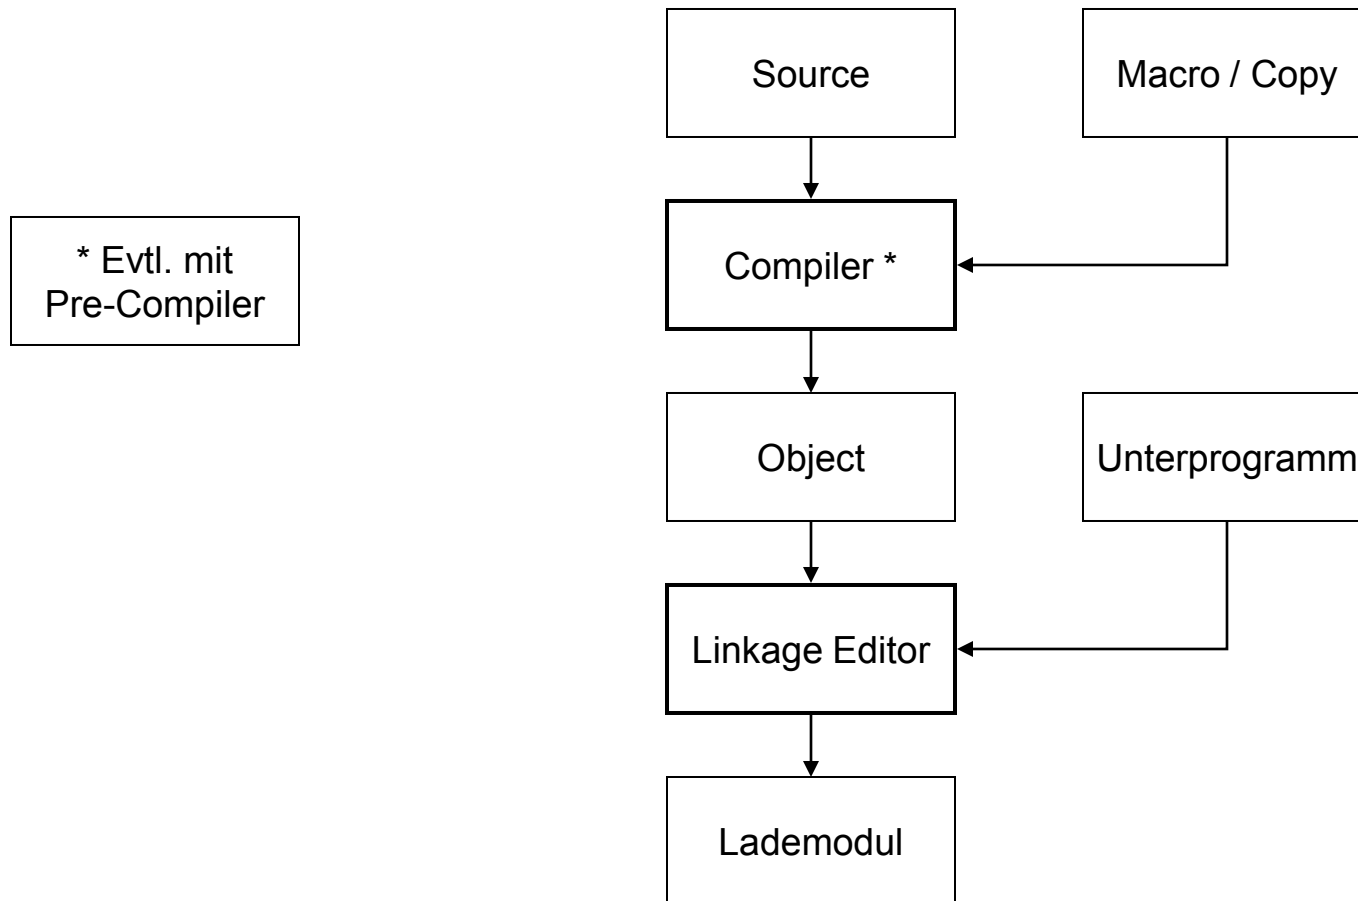 Source
Macro / Copy
* Evtl. mit
Pre-Compiler
Compiler *
Object
Unterprogramm
Linkage Editor
Lademodul